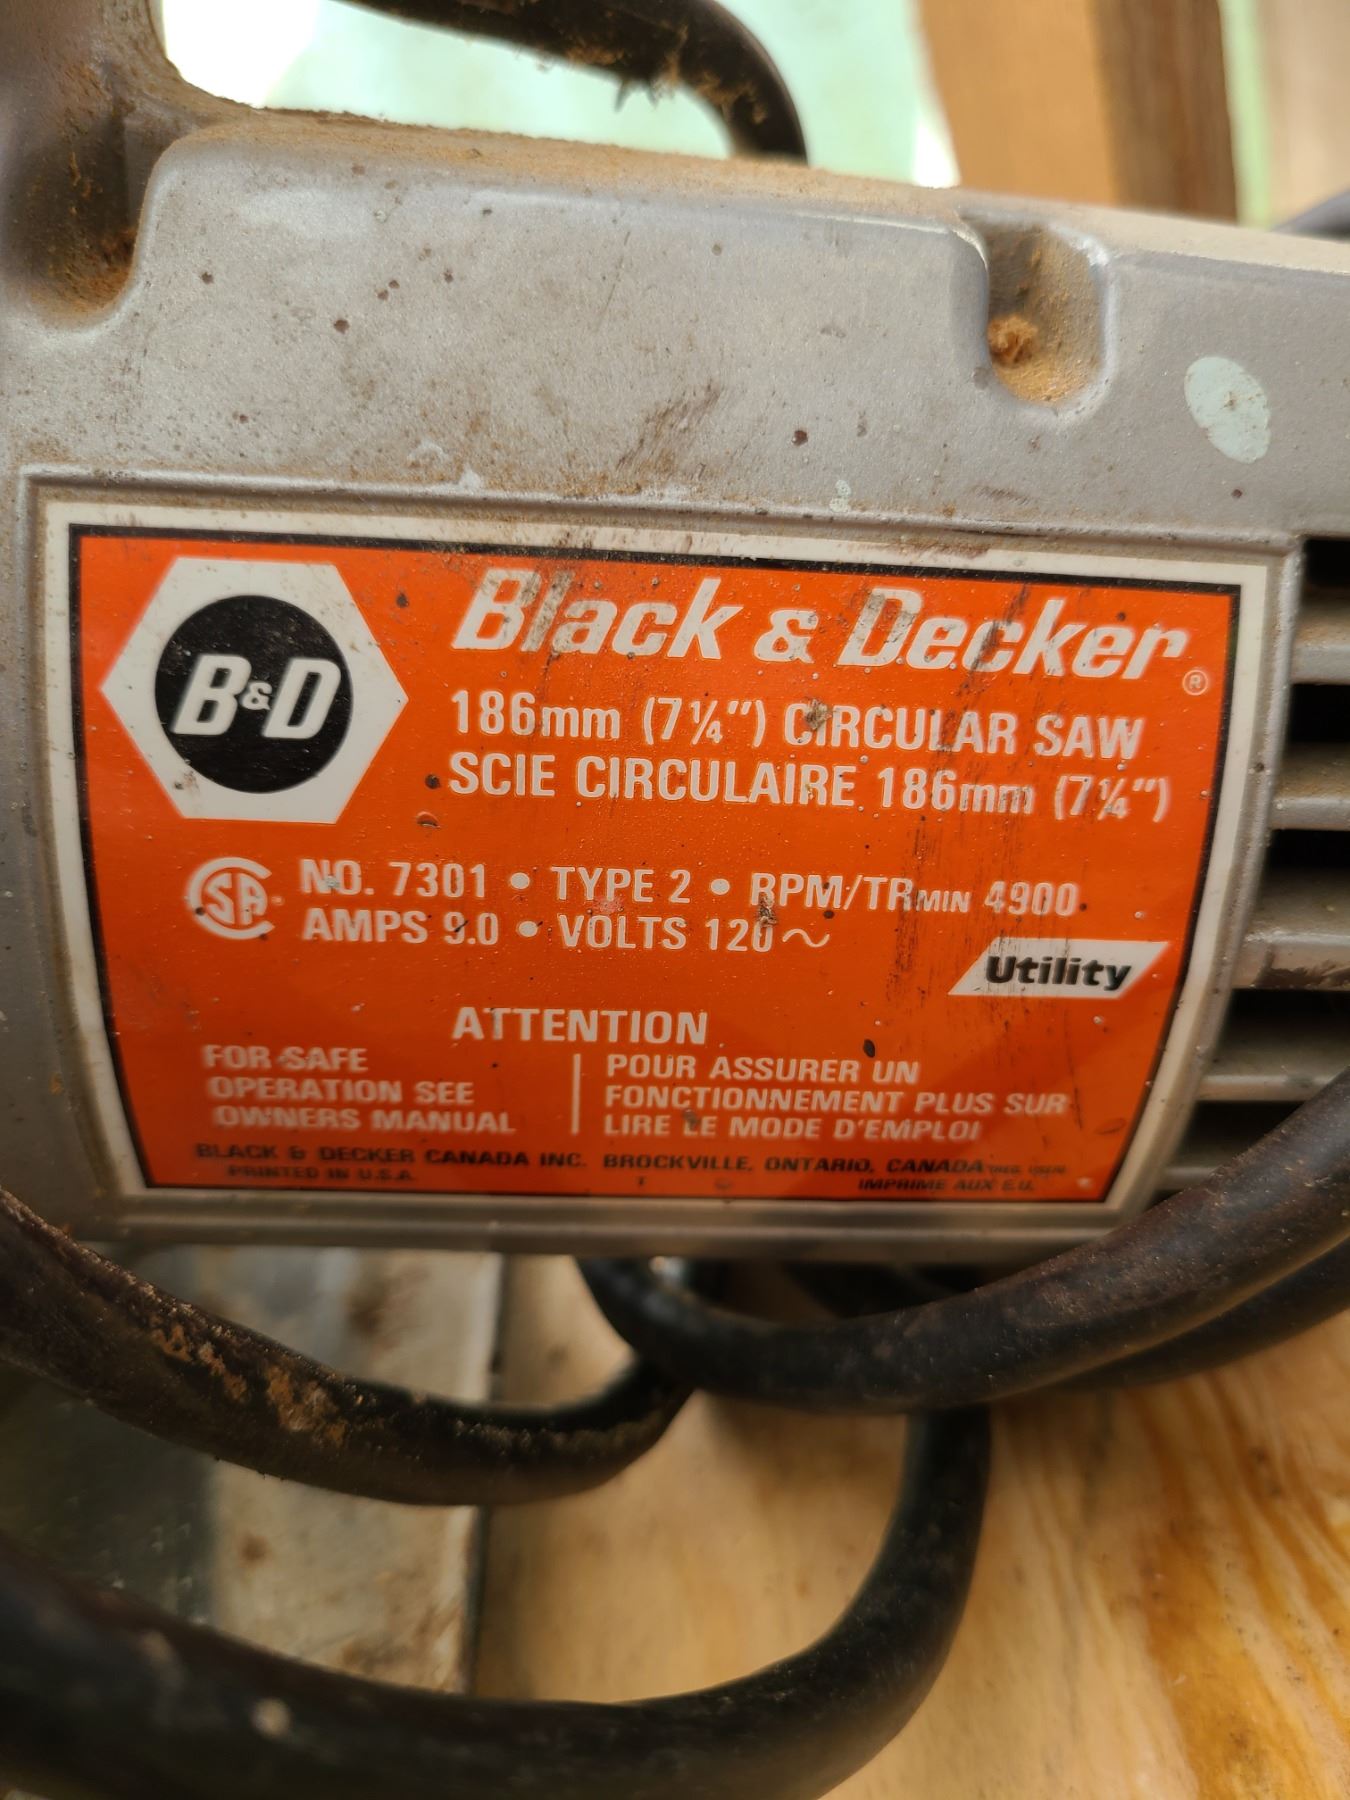 B&D
Black & Decker®
186mm (7¼") CIRCULAR SAW
SCIE CIRCULAIRE 186mm (7¼")
CSA NO. 7301 • TYPE 2 • RPM/TRMIN 4900
AMPS 9.0 • VOLTS 120~
Utility
ATTENTION
FOR SAFE
OPERATION SEE
OWNERS MANUAL
POUR ASSURER UN
FONCTIONNEMENT PLUS SUR
LIRE LE MODE D'EMPLOI
BLACK & DECKER CANADA INC. BROCKVILLE, ONTARIO, CANADA
PRINTED IN U.S.A.
IMPRIME AUX E.U.